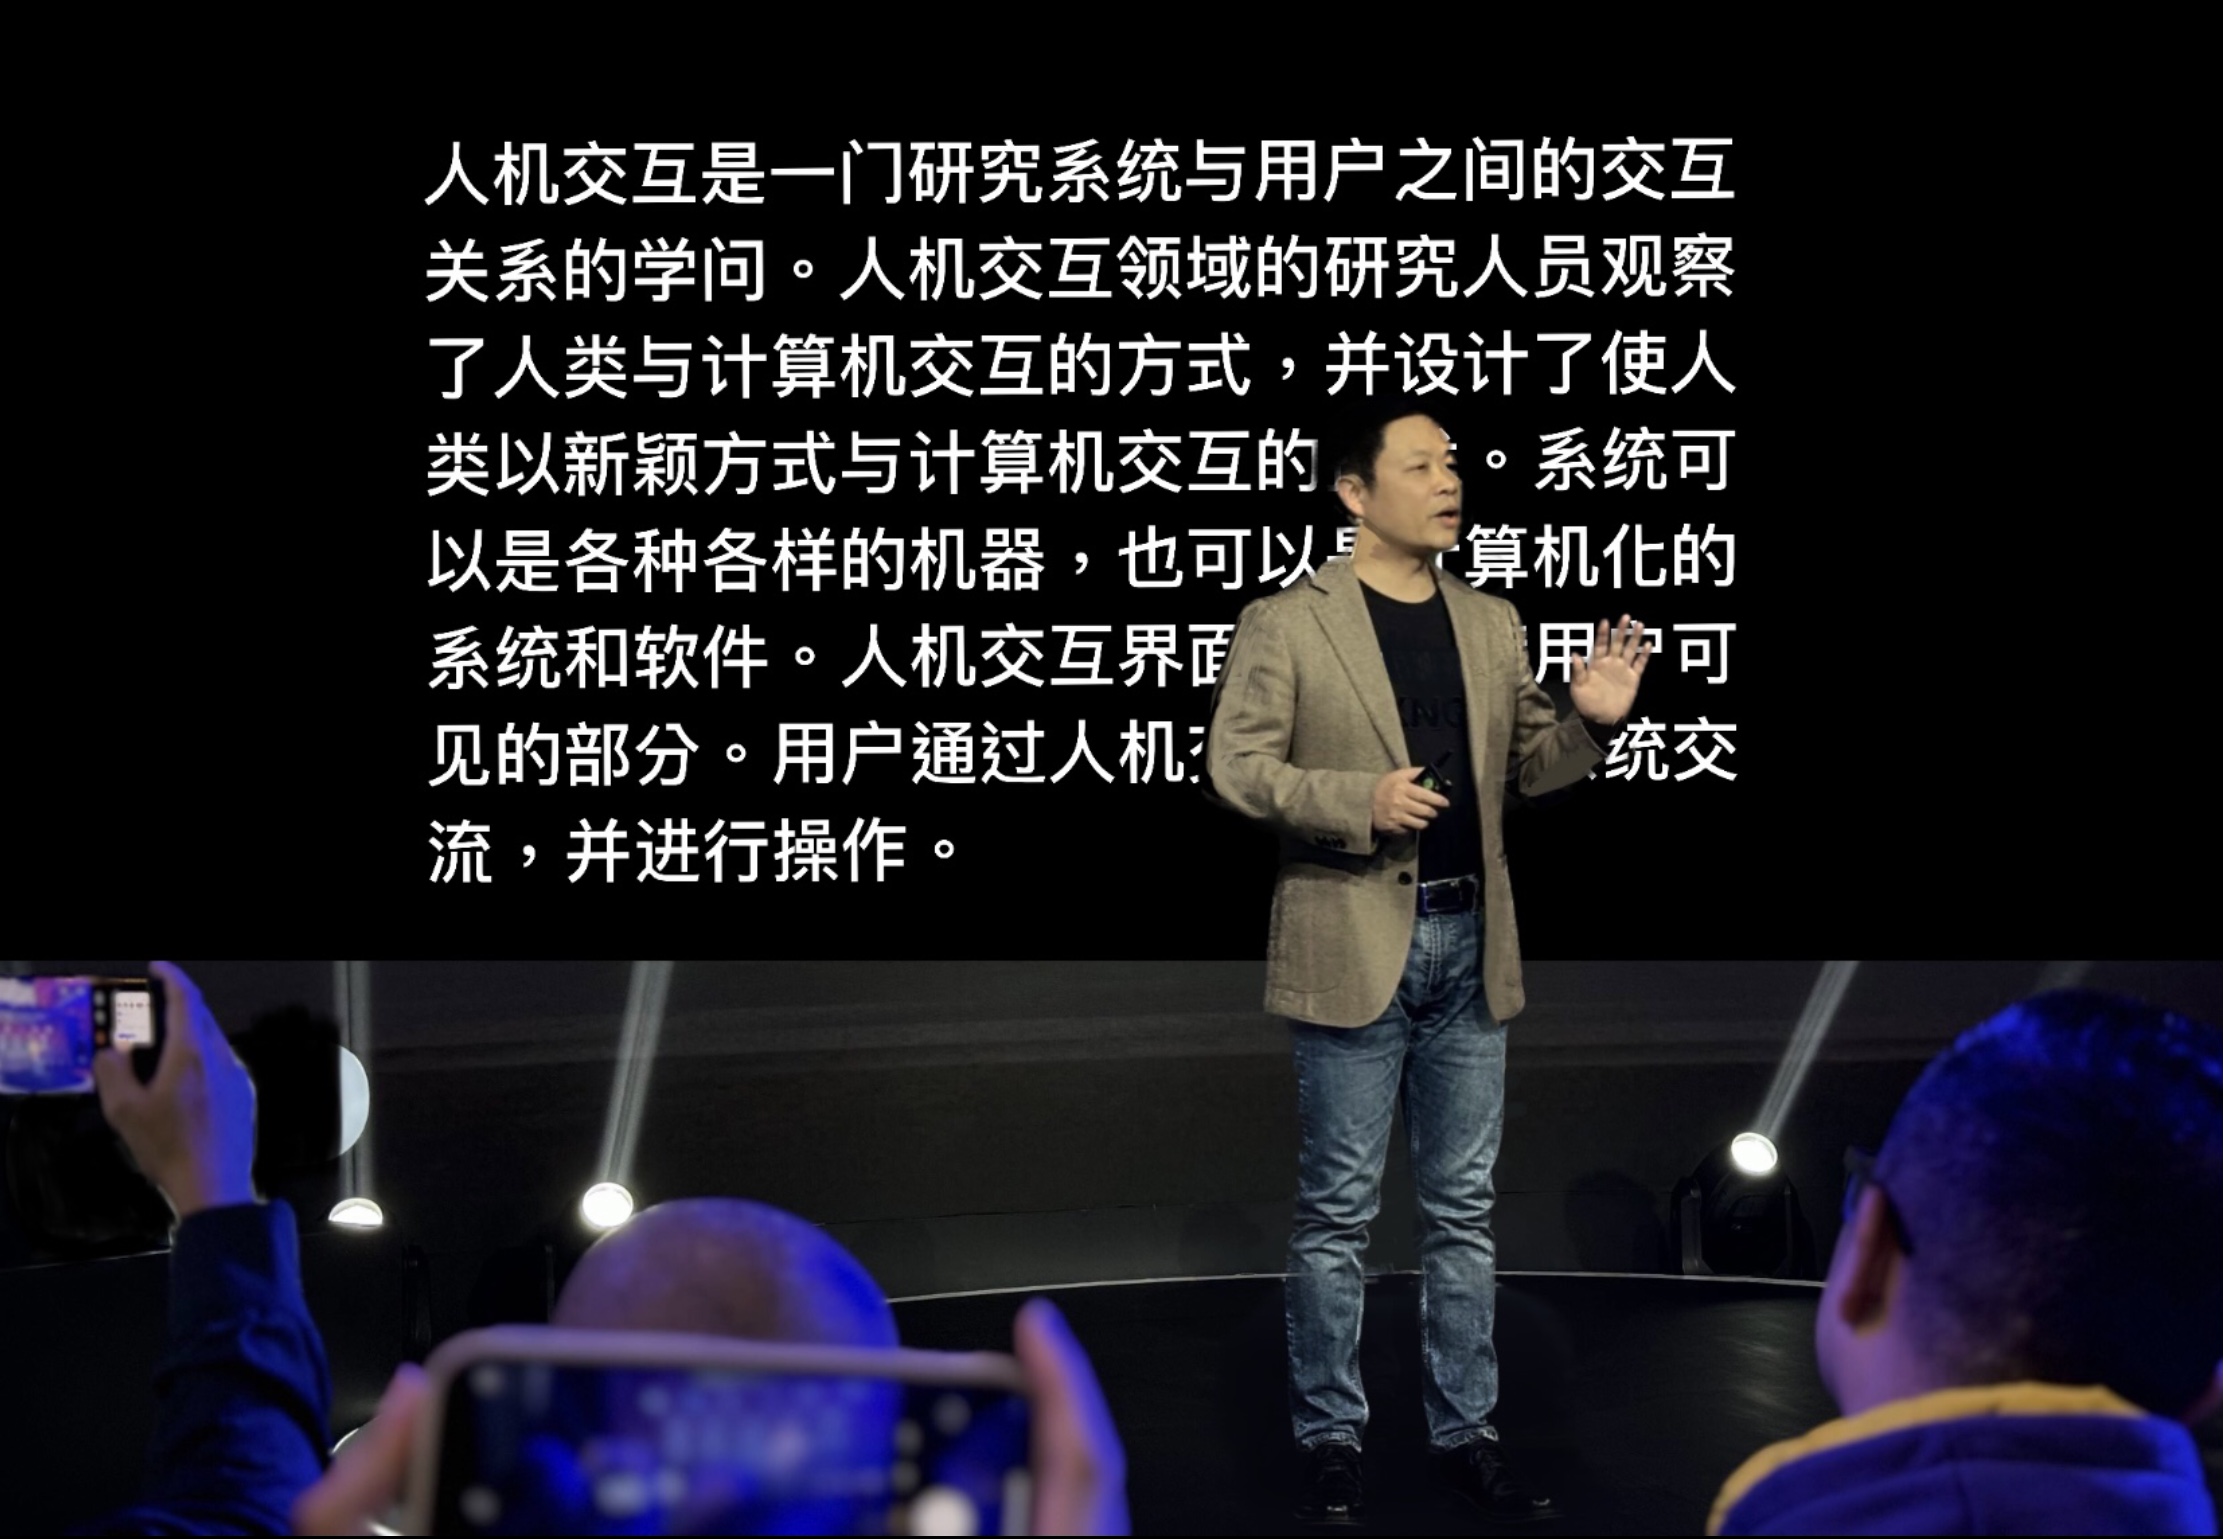 人机交互是一门研究系统与用户之间的交互
关系的学问。人机交互领域的研究人员观察
了人类与计算机交互的方式，并设计了使人
类以新颖方式与计算机交互的。系统可
以是各种各样的机器，也可以是计算机化的
系统和软件。人机交互界面用户可
见的部分。用户通过人机交统交
流，并进行操作。